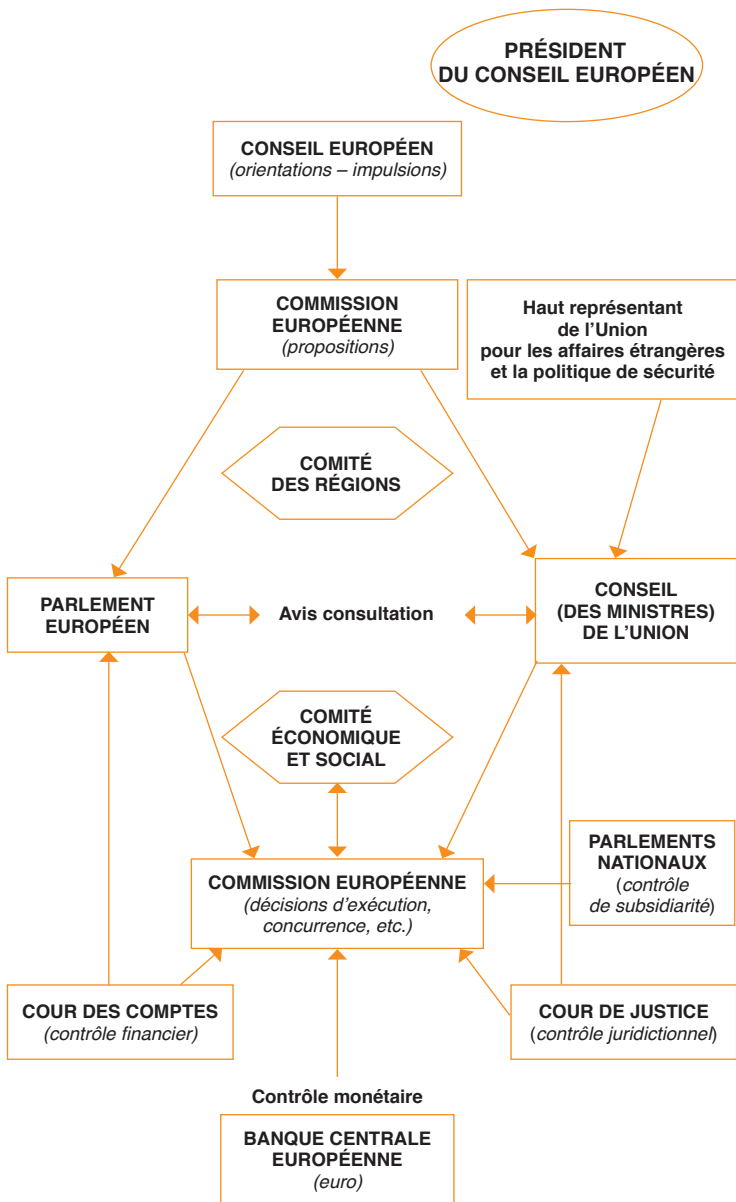 PRÉSIDENT
DU CONSEIL EUROPÉEN
CONSEIL EUROPÉEN
(orientations – impulsions)
COMMISSION
EUROPÉENNE
(propositions)
Haut représentant
de l’Union
pour les affaires étrangères
et la politique de sécurité
COMITÉ
DES RÉGIONS
PARLEMENT
EUROPÉEN
Avis consultation
CONSEIL
(DES MINISTRES)
DE L’UNION
COMITÉ
ÉCONOMIQUE
ET SOCIAL
PARLEMENTS
NATIONAUX
(contrôle
de subsidiarité)
COMMISSION EUROPÉENNE
(décisions d'exécution,
concurrence, etc.)
COUR DES COMPTES
(contrôle financier)
COUR DE JUSTICE
(contrôle juridictionnel)
Contrôle monétaire
BANQUE CENTRALE
EUROPÉENNE
(euro)